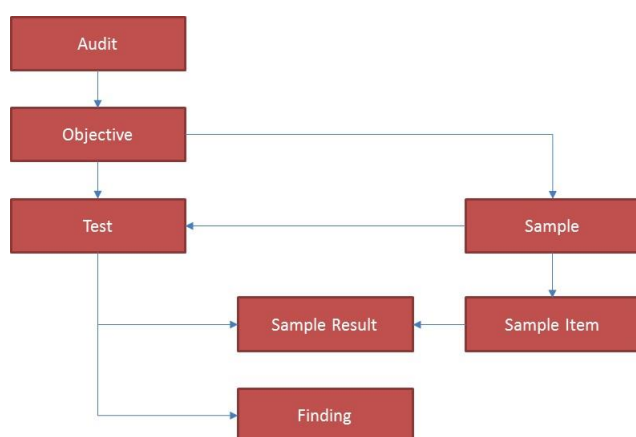 Audit
Objective
Test
Sample
Sample Result
Sample Item
Finding